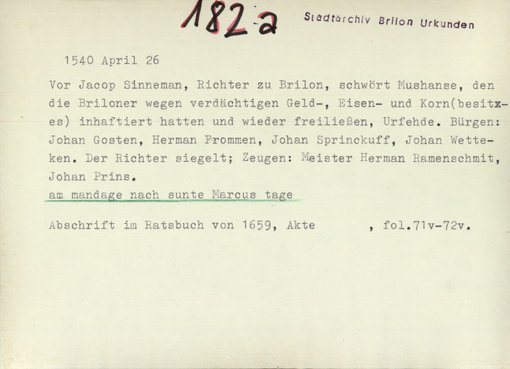 182a
Stadtarchiv Brilon Urkunden
1540 April 26
Vor Jacop Sinneman, Richter zu Brilon, schwört Mushanse, den
die Briloner wegen verdächtigen Geld-, Eisen- und Korn(besitx-
es) inhaftiert hatten und wieder freiließen, Urfehde. Bürgen:
Johan Gosten, Herman Frommen, Johan Sprinckuff, Johan Wette-
ken. Der Richter siegelt; Zeugen: Meister Herman Ramenschmit,
Johan Prins.
am mandage nach sunte Marcus tage
Abschrift im Ratsbuch von 1659, Akte , fol.71v-72v.